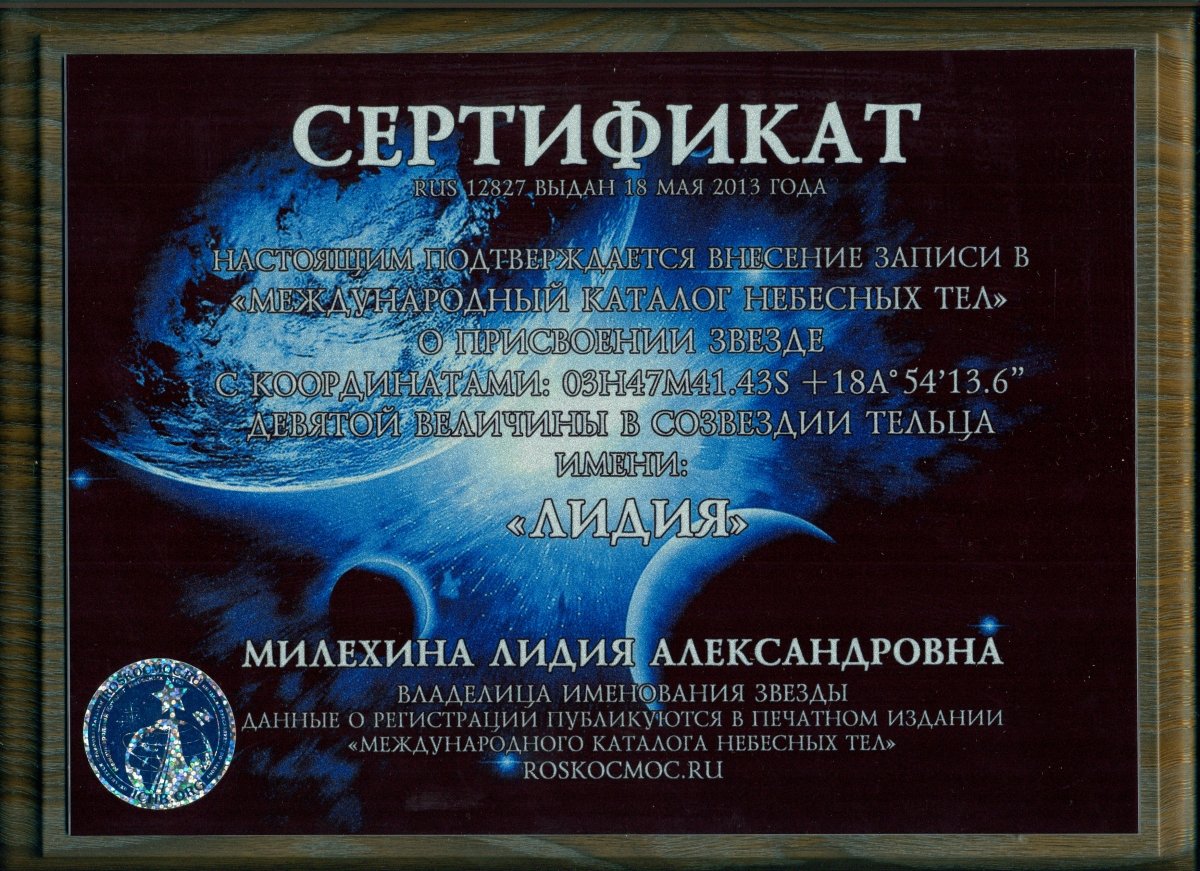 СЕРТИФИКАТ
RUS 12827 ВЫДАН 18 МАЯ 2013 ГОДА
НАСТОЯЩИМ ПОДТВЕРЖДАЕТСЯ ВНЕСЕНИЕ ЗАПИСИ В
«МЕЖДУНАРОДНЫЙ КАТАЛОГ НЕБЕСНЫХ ТЕЛ»
О ПРИСВОЕНИИ ЗВЕЗДЕ
С КООРДИНАТАМИ: 03H47M41.43S +18A°54'13.6”
ДЕВЯТОЙ ВЕЛИЧИНЫ В СОЗВЕЗДИИ ТЕЛЬЦА
ИМЕНИ:
«ЛИДИЯ»
МИЛЕХИНА ЛИДИЯ АЛЕКСАНДРОВНА
ВЛАДЕЛИЦА ИМЕНОВАНИЯ ЗВЕЗДЫ
ДАННЫЕ О РЕГИСТРАЦИИ ПУБЛИКУЮТСЯ В ПЕЧАТНОМ ИЗДАНИИ
«МЕЖДУНАРОДНОГО КАТАЛОГА НЕБЕСНЫХ ТЕЛ»
ROSKOCMOC.RU
ROSKOCMOC.RU